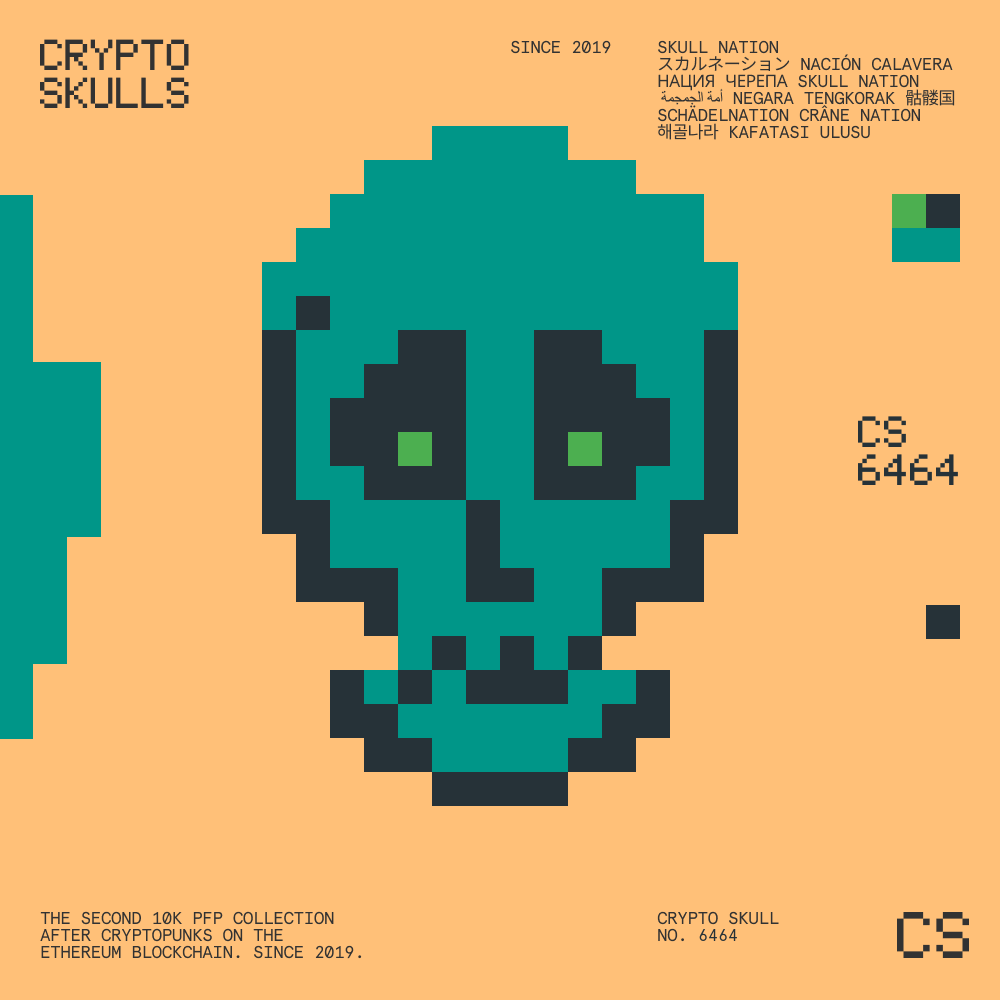 CRYPTO
SKULLS
SINCE 2019
SKULL NATION
スカルネーション NACIÓN CALAVERA
НАЦИЯ ЧЕРЕПА SKULL NATION
أمة الجمجمة NEGARA TENGKORAK 骷髅国
SCHÄDELNATION CRÂNE NATION
해골나라 KAFATASI ULUSU
CS
6464
THE SECOND 10K PFP COLLECTION
AFTER CRYPTOPUNKS ON THE
ETHEREUM BLOCKCHAIN. SINCE 2019.
CRYPTO SKULL
NO. 6464
CS